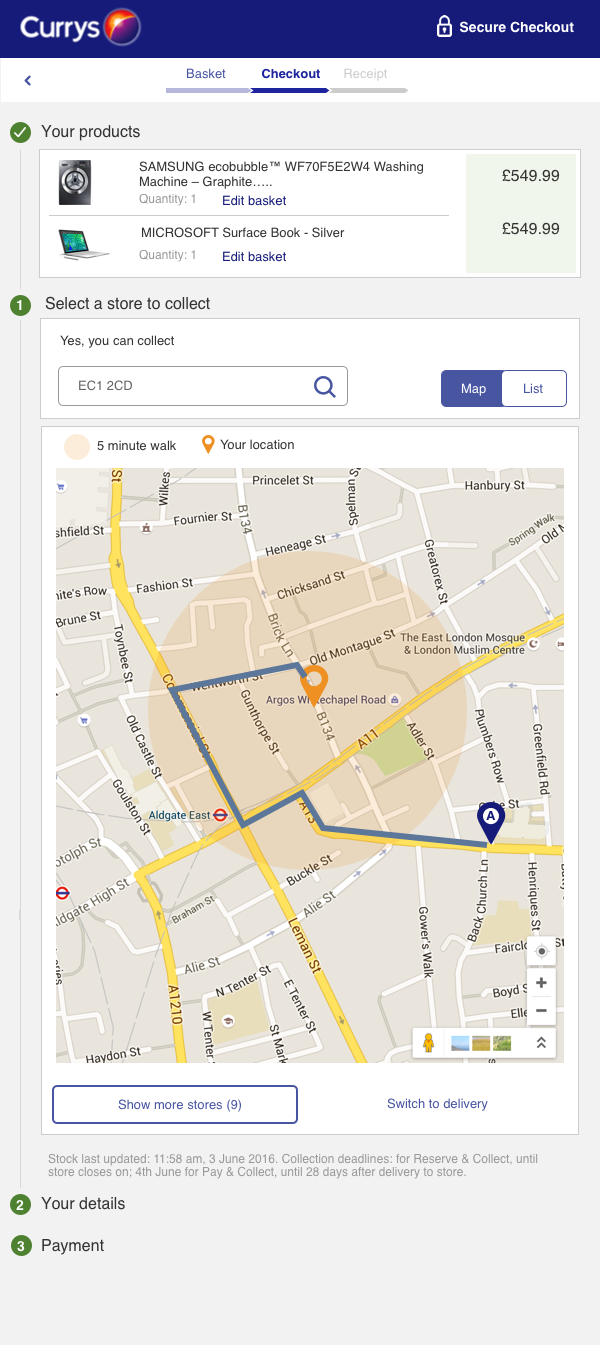 Currys
Secure Checkout
Basket
Checkout
Receipt
Your products
SAMSUNG ecobubble™ WF70F5E2W4 Washing
Machine – Graphite…..
£549.99
Quantity: 1
Edit basket
MICROSOFT Surface Book - Silver
£549.99
Quantity: 1
Edit basket
1
Select a store to collect
Yes, you can collect
EC1 2CD
Map
List
5 minute walk
Your location
St
Wilkes
Princelet St
Spelman S
Hanbury St
B134
Fournier St
shfield St
Spring Walk
Old
Heneage St
Greatorex St
Fashion St
Chicksand St
ite's Row
Brune St
Brick Ln
Toynbee St
Old Montague St
The East London Mosque
& London Muslim Centre
Wentworth St
Argos Whitechapel Road
Gunthorpe St
B134
Old Castle St
A11
Adler St
Plumbers Row
Greenfield Rd
Goulston St
St
A
Aldgate East
A13
otolph St
Buckle St
Back Church Ln
Henriques St
ldgate High St
Braham St
Alie St
Gower's Walk
Leman St
Fairclo
St
Alie St
N Tenter St
E Tenter St
Boyd S
A1210
W Tenter
St Mark
Elle
Haydon St
Show more stores (9)
Switch to delivery
Stock last updated: 11:58 am, 3 June 2016. Collection deadlines: for Reserve & Collect, until
store closes on; 4th June for Pay & Collect, until 28 days after delivery to store.
2
Your details
3
Payment